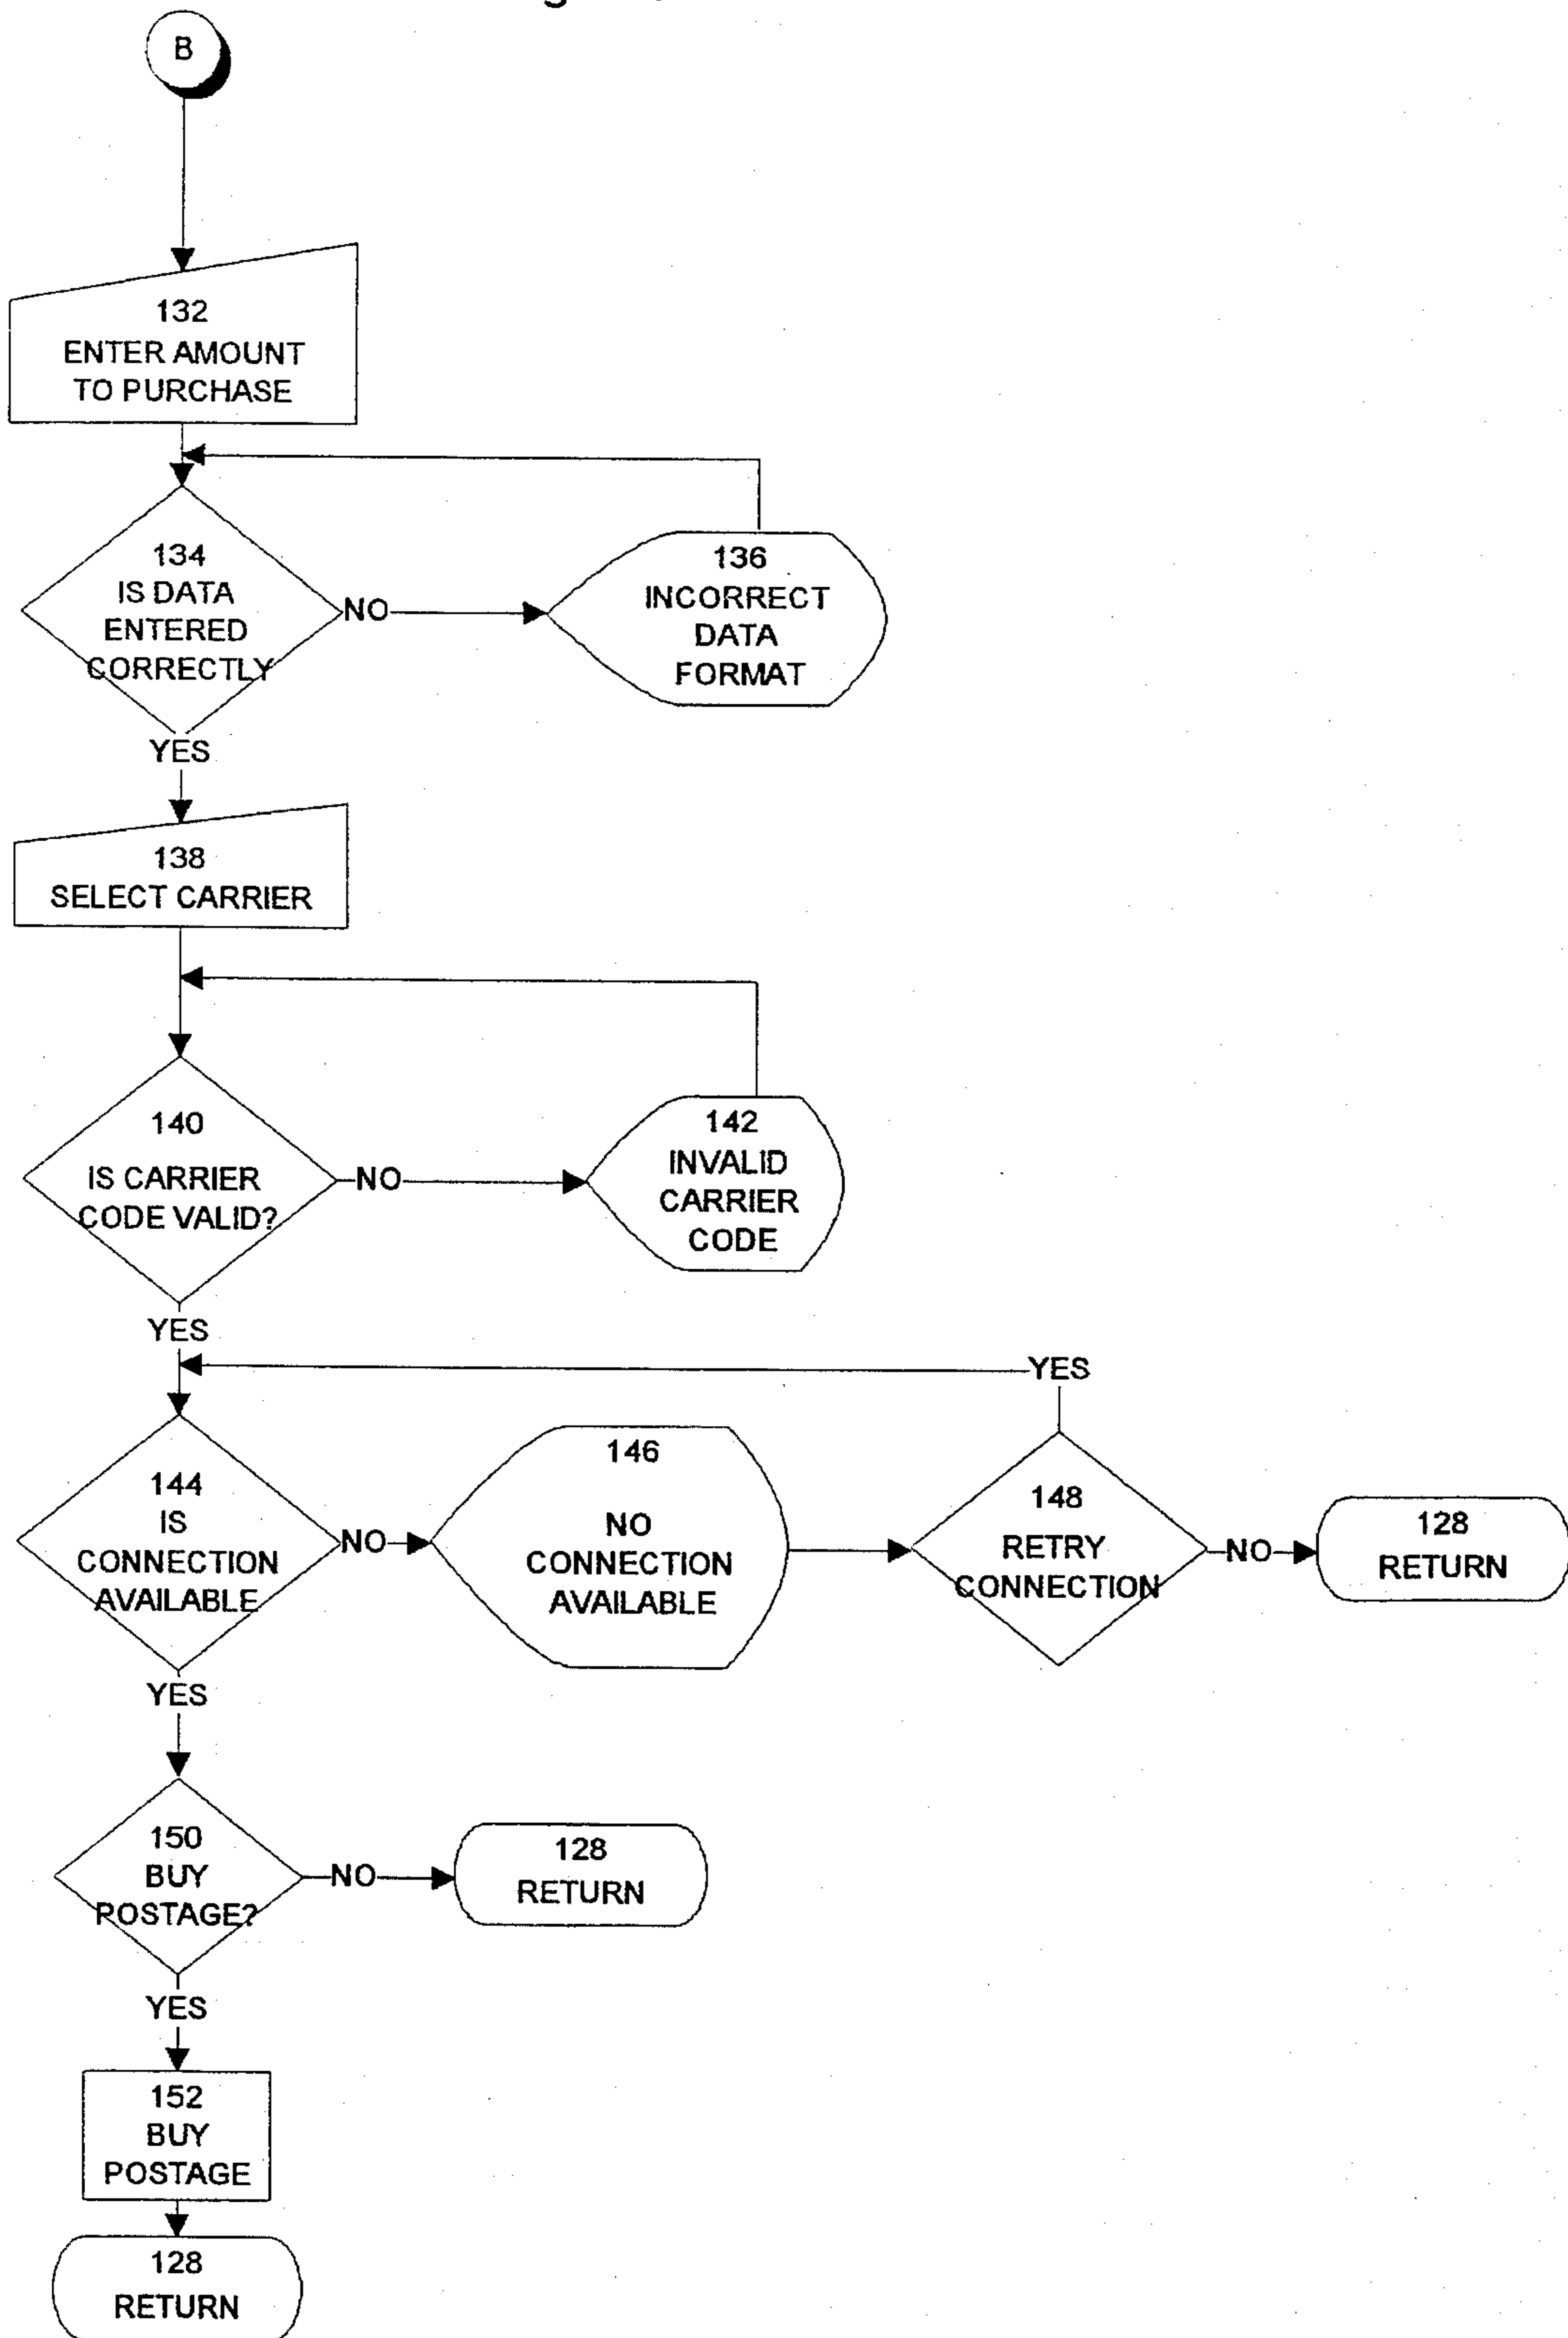 B
132
ENTER AMOUNT
TO PURCHASE
134
IS DATA
ENTERED
CORRECTLY
NO
136
INCORRECT
DATA
FORMAT
YES
138
SELECT CARRIER
140
IS CARRIER
CODE VALID?
NO
142
INVALID
CARRIER
CODE
YES
YES
144
IS
CONNECTION
AVAILABLE
NO
146
NO
CONNECTION
AVAILABLE
148
RETRY
CONNECTION
NO
128
RETURN
YES
150
BUY
POSTAGE?
NO
128
RETURN
YES
152
BUY
POSTAGE
128
RETURN